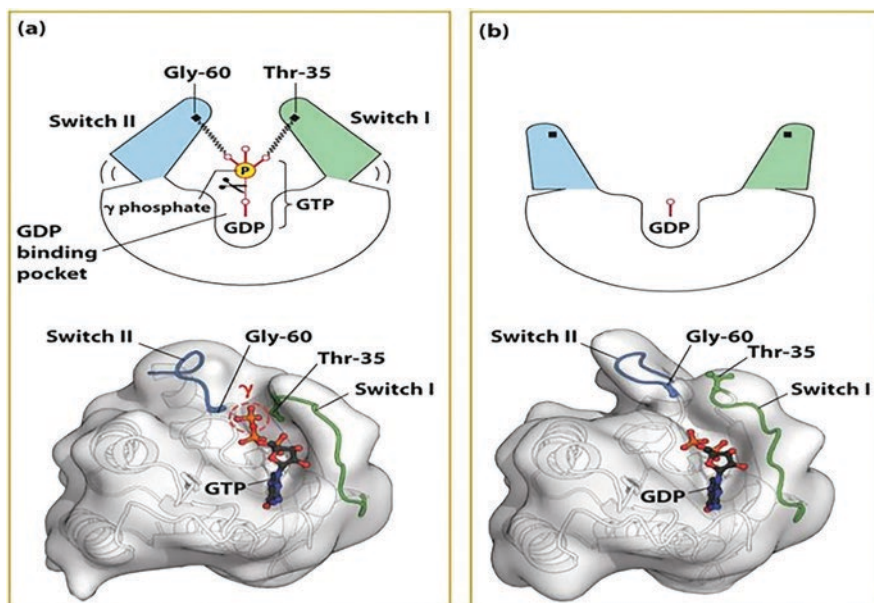 (a)
Gly-60
Thr-35
Switch II
Switch I
P
γ phosphate
GTP
GDP
GDP
binding
pocket
Switch II
Gly-60
Thr-35
γ
Switch I
GTP
(b)
GDP
Switch II
Gly-60
Thr-35
Switch I
GDP